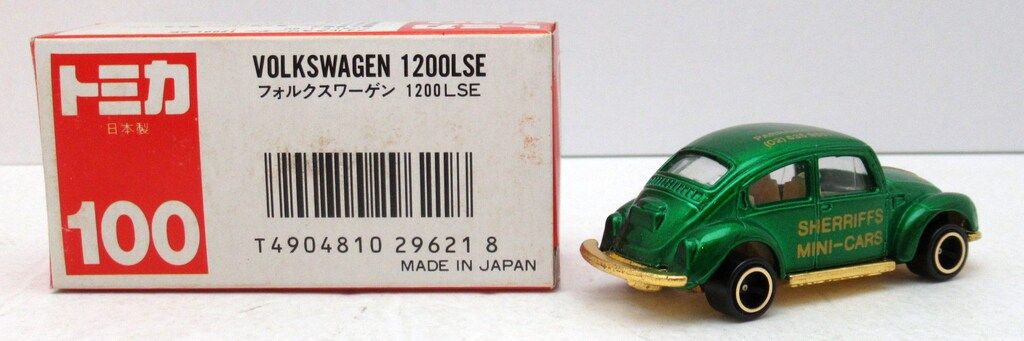 トミカ
日本製
100
VOLKSWAGEN 1200LSE
フォルクスワーゲン 1200LSE
T4904810 29621 8
MADE IN JAPAN
SHERRIFFS
MINI-CARS